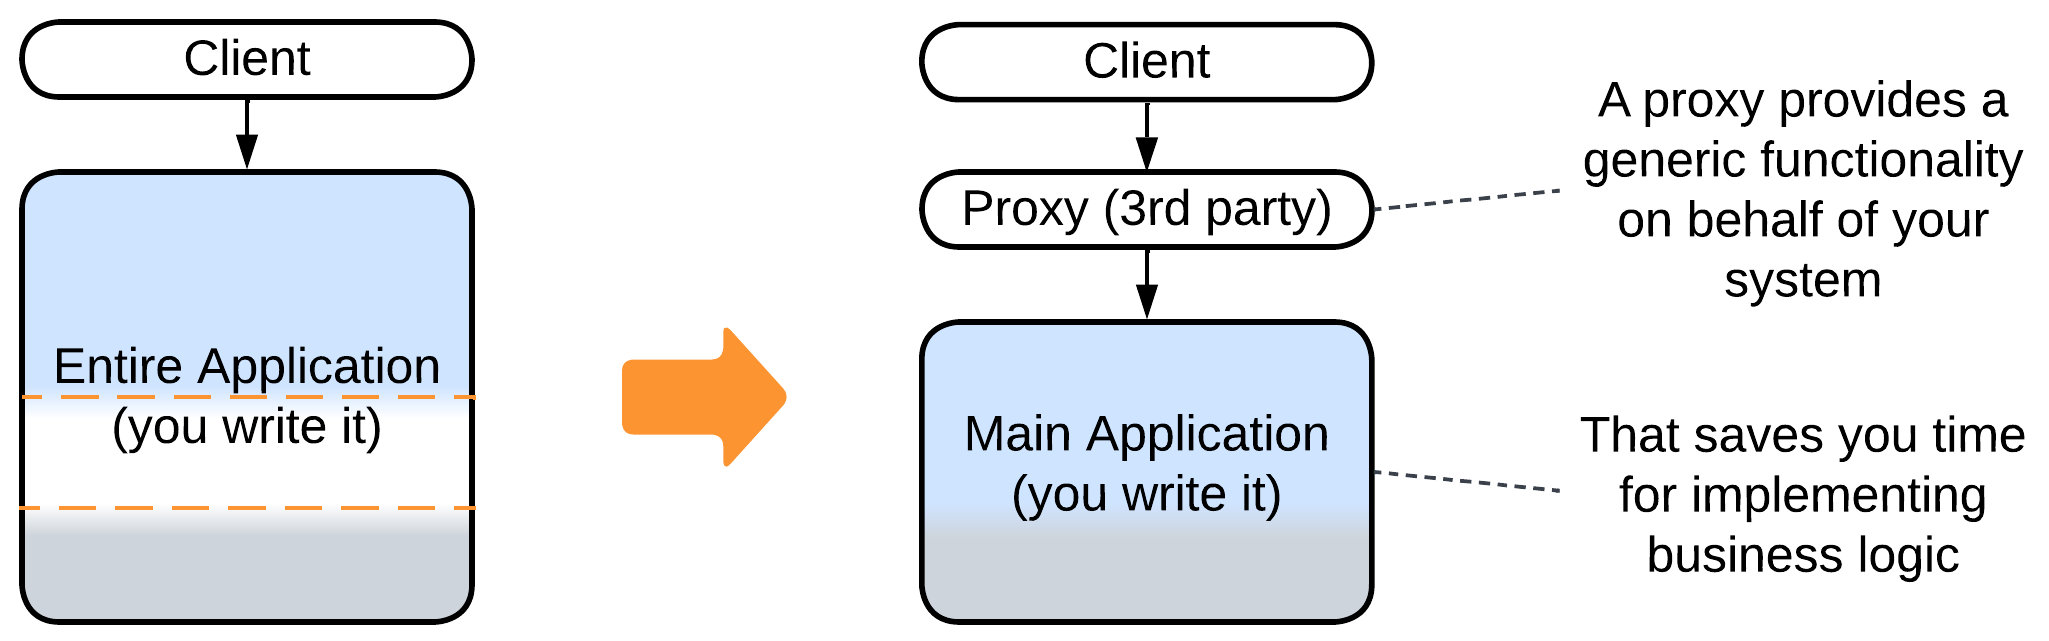 Client
Entire Application
(you write it)
Client
Proxy (3rd party)
Main Application
(you write it)
A proxy provides a
generic functionality
on behalf of your
system
That saves you time
for implementing
business logic